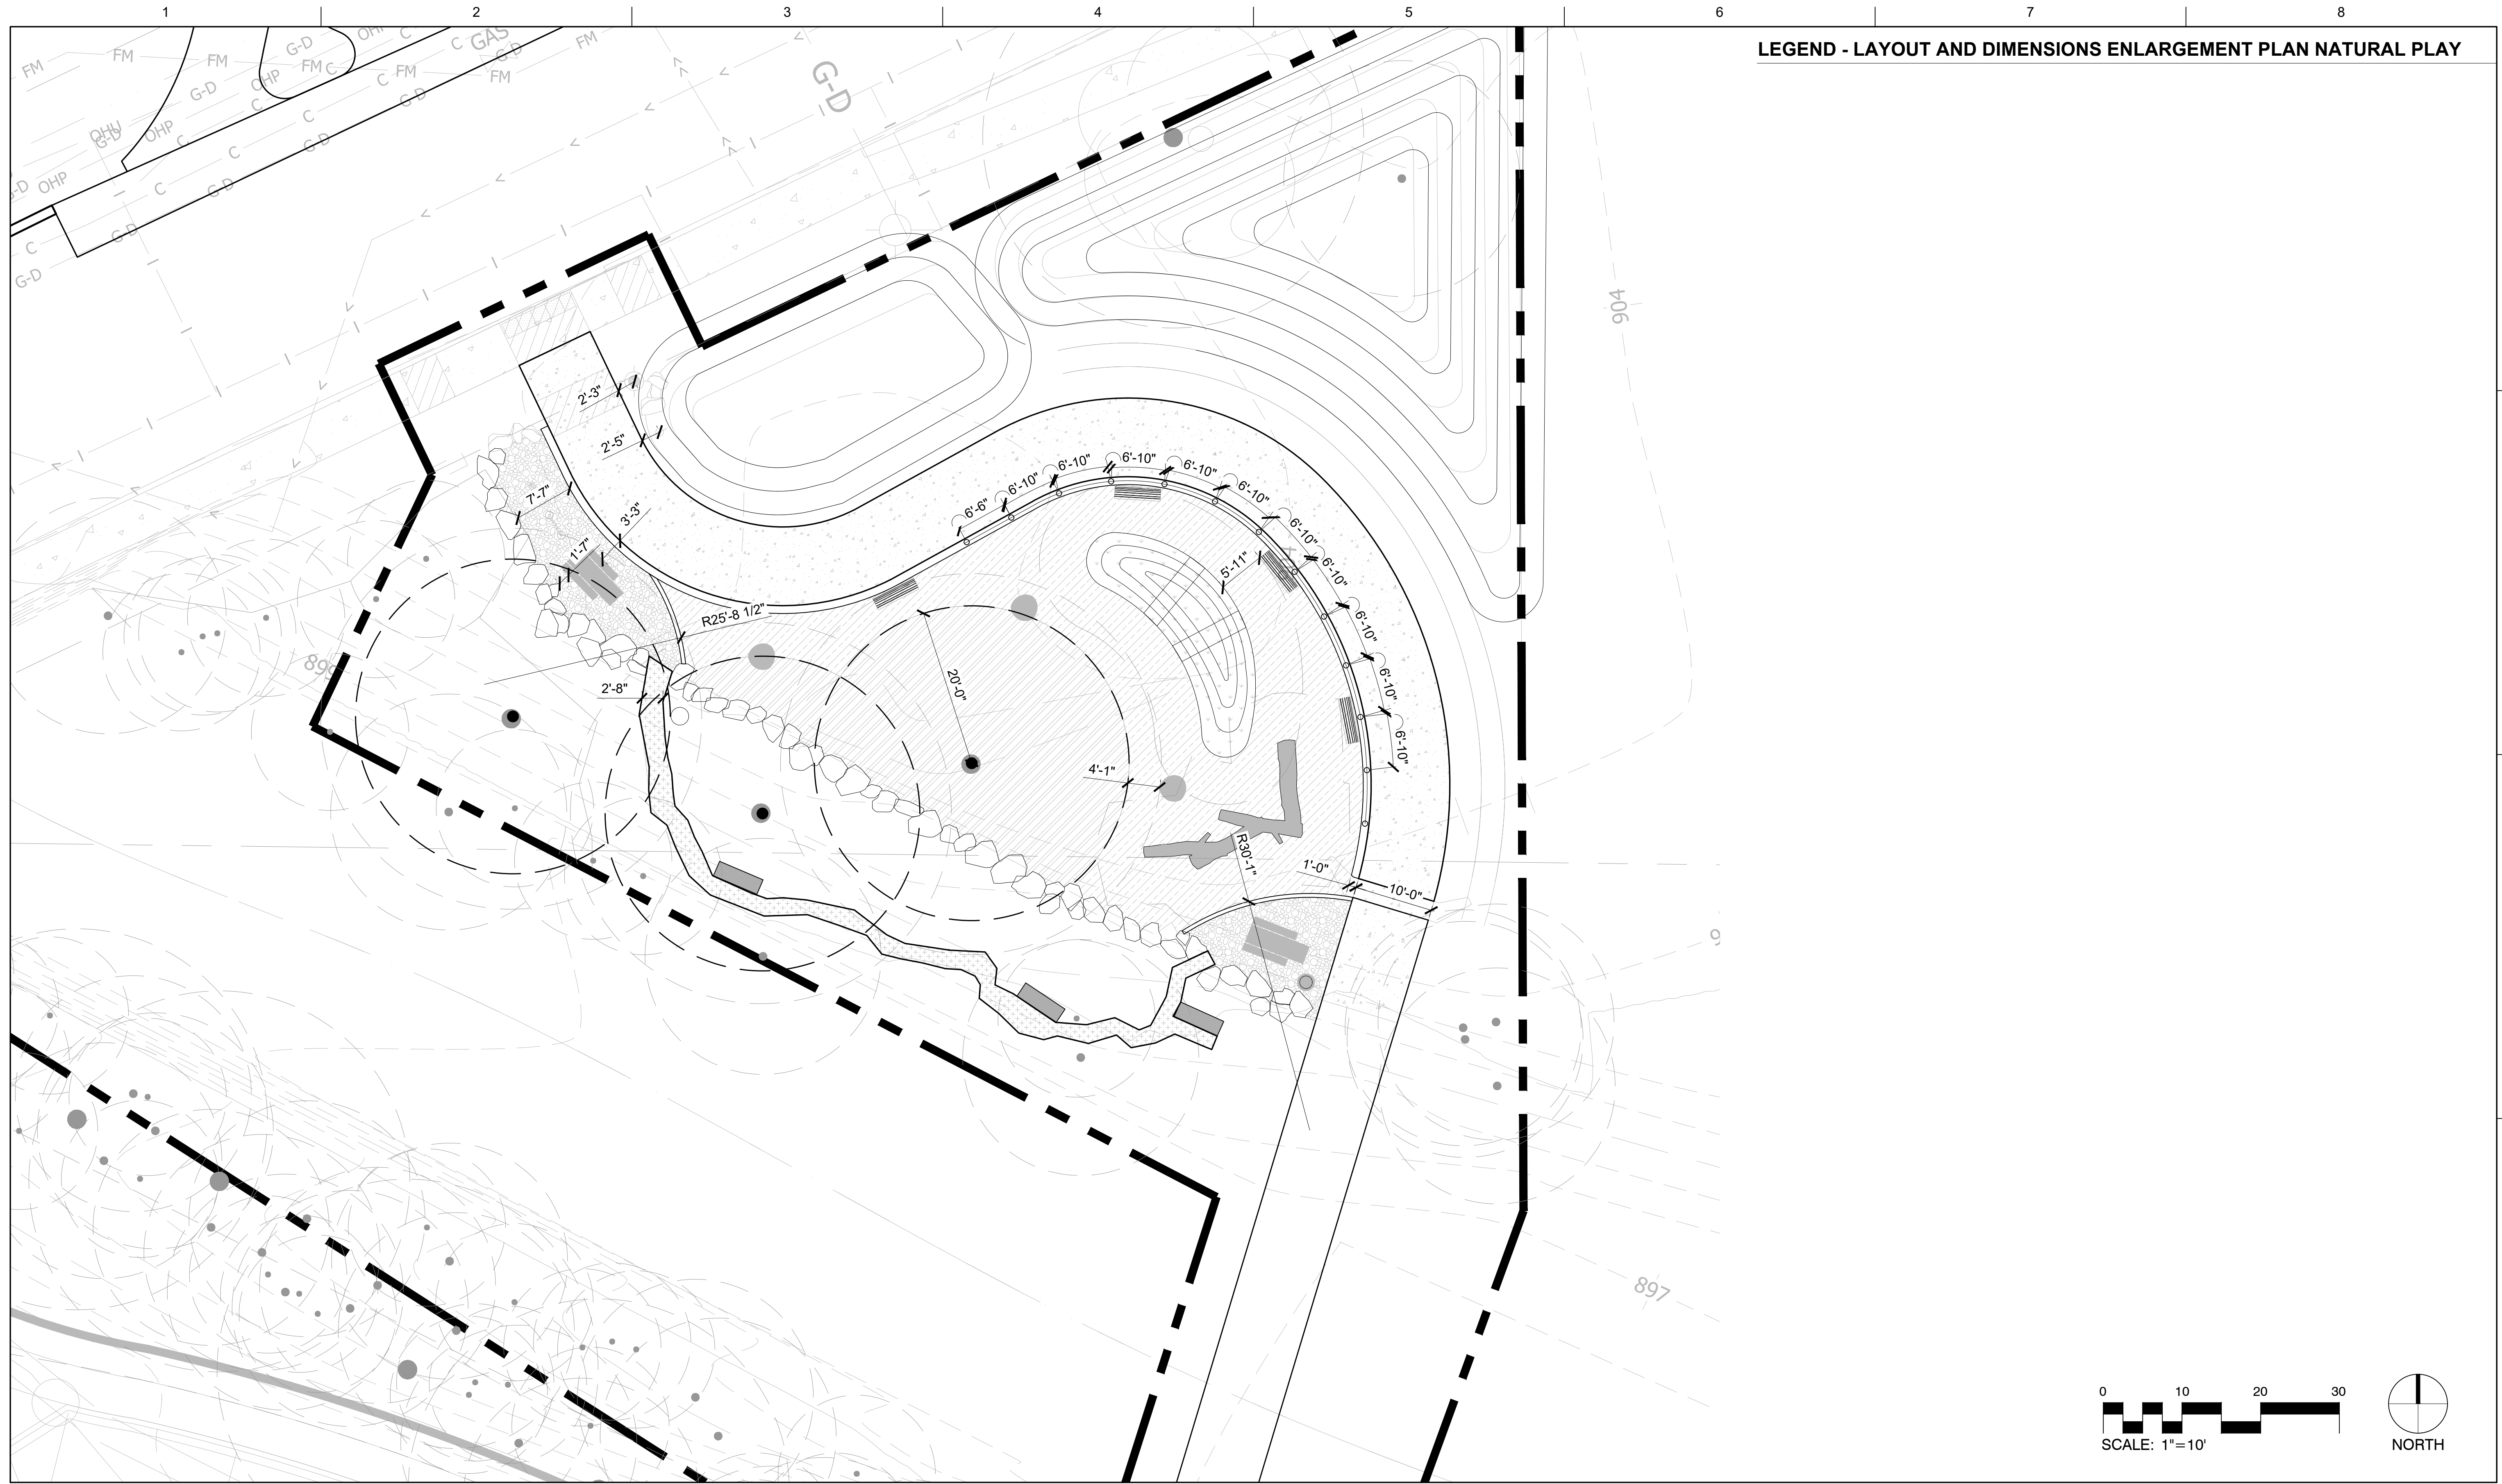 1 2 3 4 5 6 7 8
LEGEND - LAYOUT AND DIMENSIONS ENLARGEMENT PLAN NATURAL PLAY
FM FM FM FM FM FM FM
G-D G-D G-D G-D G-D G-D G-D G-D
OHP OHP OHP
C C C C C C C C C
GAS
G-D
OHU
OHP
904
2'-3"
2'-5"
7'-7"
3'-3"
1'-7"
6'-6"
6'-10"
6'-10"
6'-10"
6'-10"
6'-10"
6'-10"
6'-10"
6'-10"
6'-10"
6'-10"
5'-11"
R25'-8 1/2"
2'-8"
20'-0"
4'-1"
R30'-1"
1'-0"
10'-0"
897
0 10 20 30
SCALE: 1"=10'
NORTH